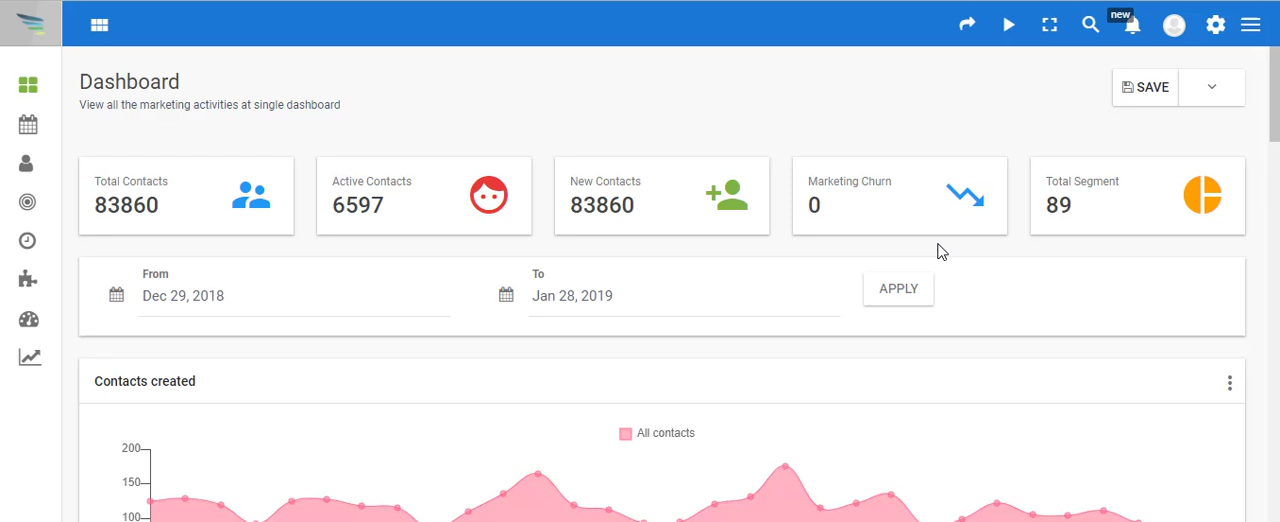 new
Dashboard
View all the marketing activities at single dashboard
SAVE
Total Contacts
83860
Active Contacts
6597
New Contacts
83860
Marketing Churn
0
Total Segment
89
From
Dec 29, 2018
To
Jan 28, 2019
APPLY
Contacts created
All contacts
200
150
100